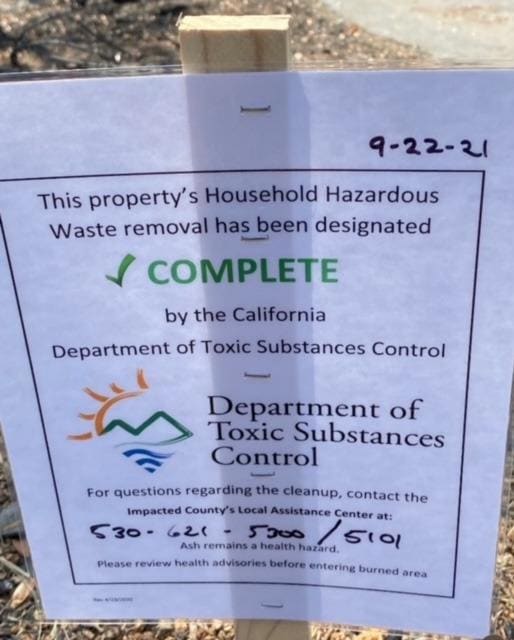 9-22-21
This property's Household Hazardous
Waste removal has been designated
✓ COMPLETE
by the California
Department of Toxic Substances Control
Department of
Toxic Substances
Control
For questions regarding the cleanup, contact the
Impacted County's Local Assistance Center at:
530-621-5300/5101
Ash remains a health hazard.
Please review health advisories before entering burned area